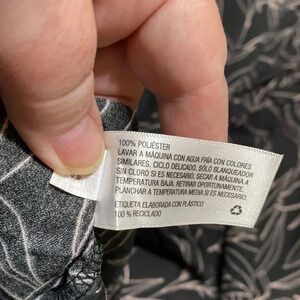 100% POLIÉSTER
LAVAR A MÁQUINA CON AGUA FRÍA CON COLORES
SIMILARES. CICLO DELICADO. SÓLO BLANQUEADOR
SIN CLORO SI ES NECESARIO. SECAR A MÁQUINA A
TEMPERATURA BAJA. RETIRAR OPORTUNAMENTE.
PLANCHAR A TEMPERATURA MEDIA SI ES NECESARIO.
ETIQUETA ELABORADA CON PLÁSTICO
100 % RECICLADO